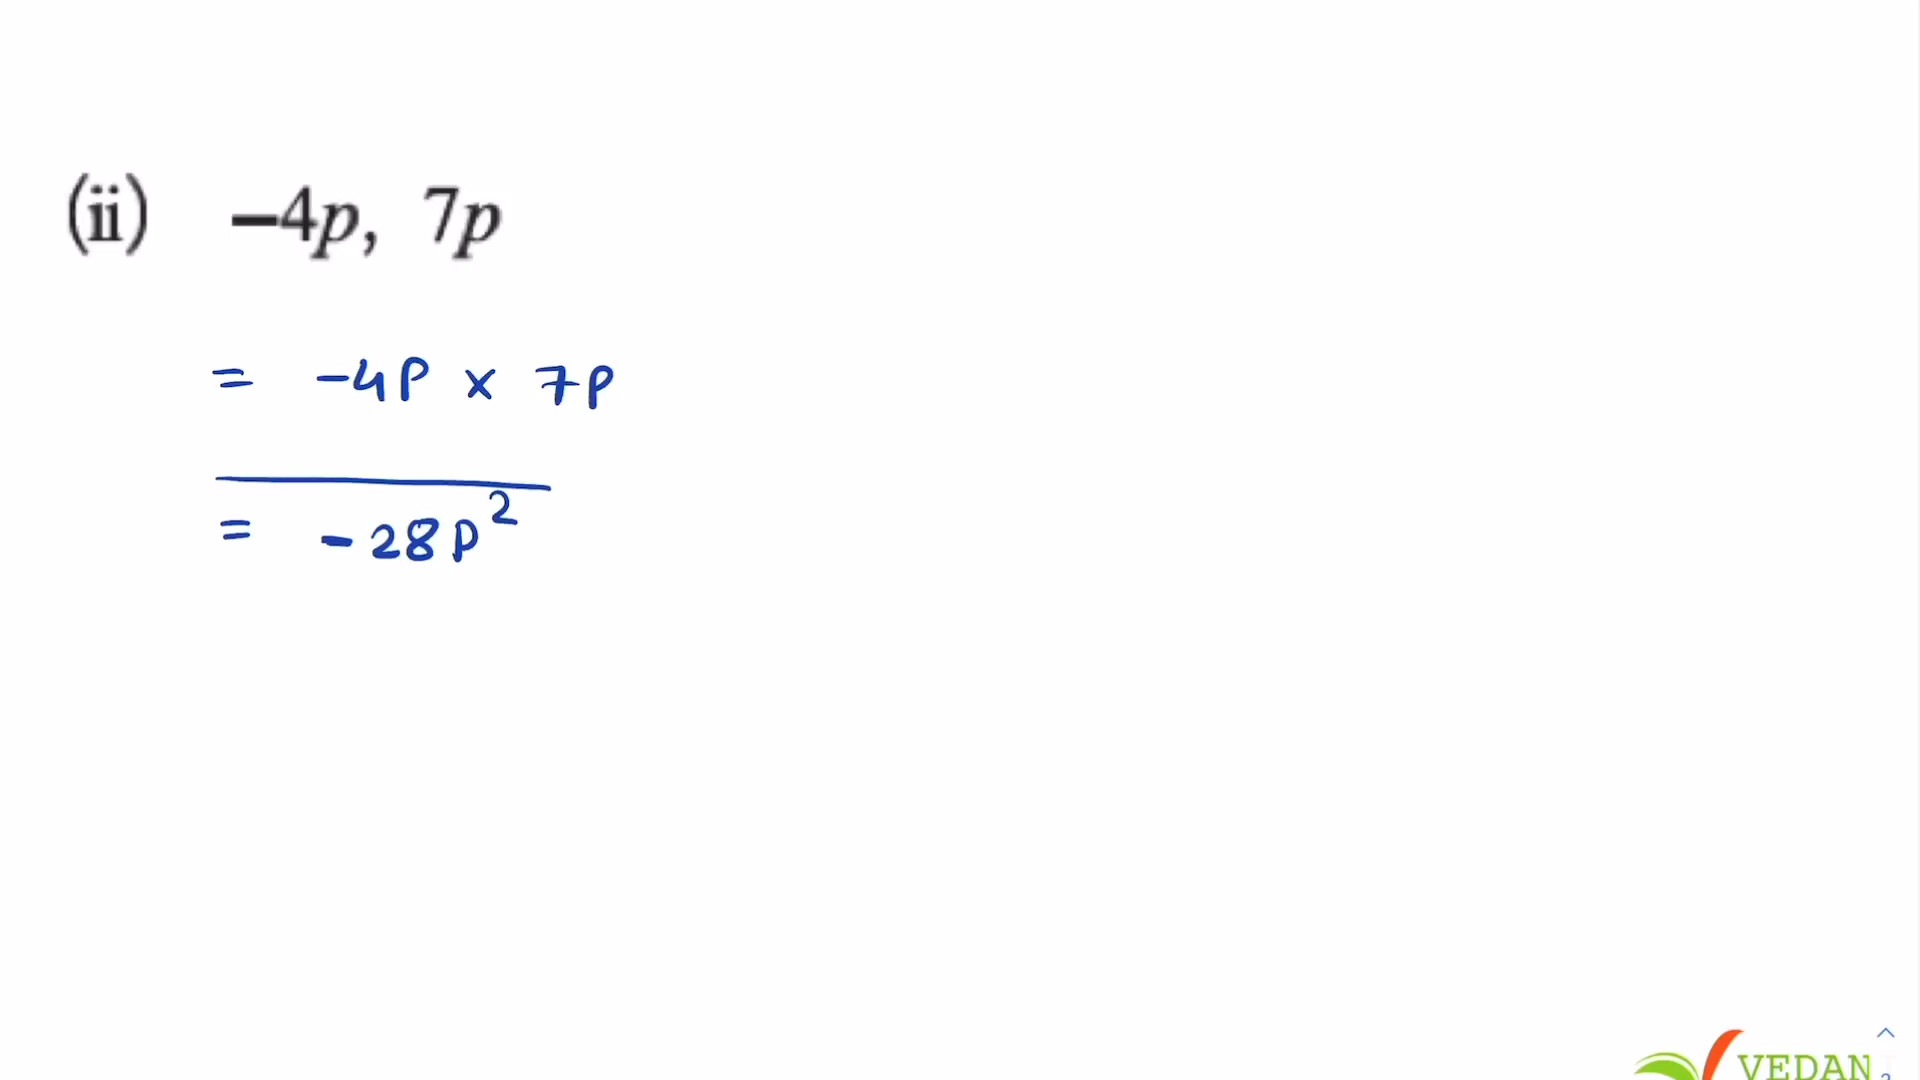 (ii) –4p, 7p
= -4P x 7P
= -28P²
VEDAN